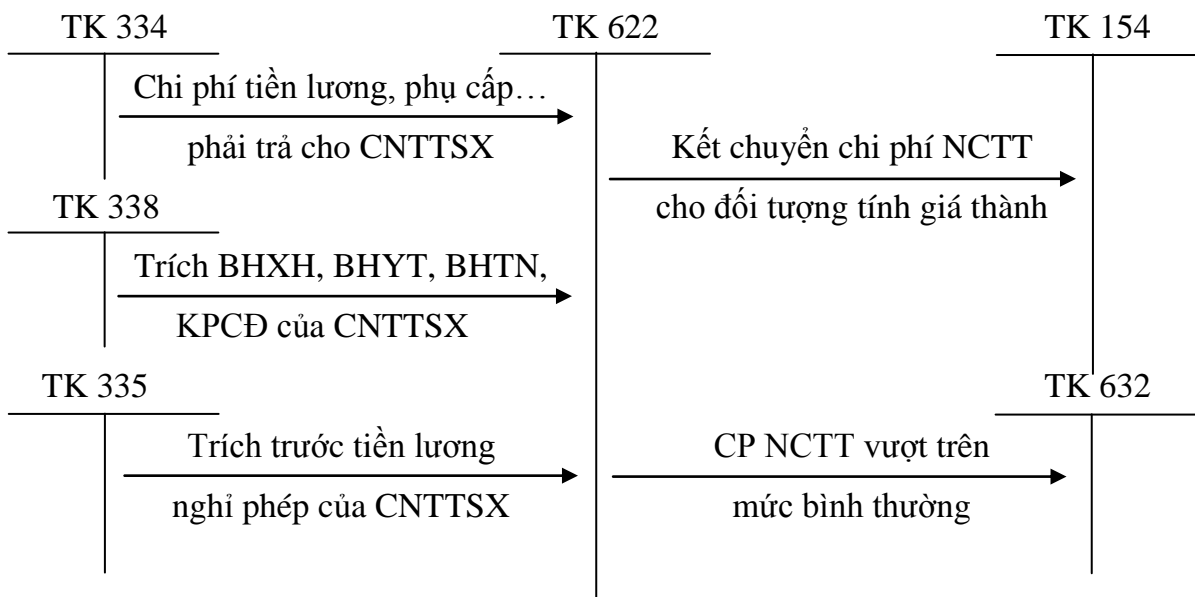 TK 334
TK 622
TK 154
Chi phí tiền lương, phụ cấp…
phải trả cho CNTTSX
Kết chuyển chi phí NCTT
cho đối tượng tính giá thành
TK 338
Trích BHXH, BHYT, BHTN,
KPCĐ của CNTTSX
TK 335
TK 632
Trích trước tiền lương
nghỉ phép của CNTTSX
CP NCTT vượt trên
mức bình thường